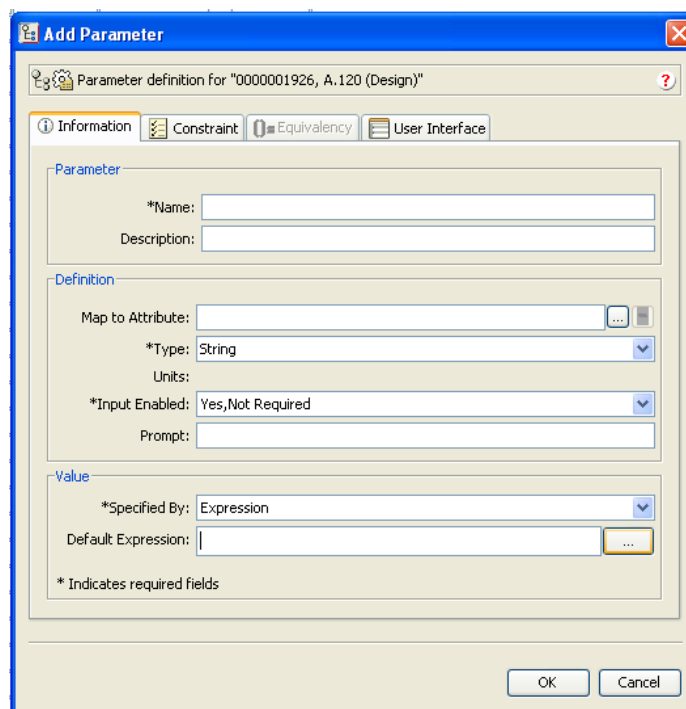 Add Parameter
Parameter definition for "0000001926, A.120 (Design)"
?
Information Constraint Equivalency User Interface
Parameter
*Name:
Description:
Definition
Map to Attribute: ...
*Type: String
Units:
*Input Enabled: Yes,Not Required
Prompt:
Value
*Specified By: Expression
Default Expression: ...
* Indicates required fields
OK Cancel